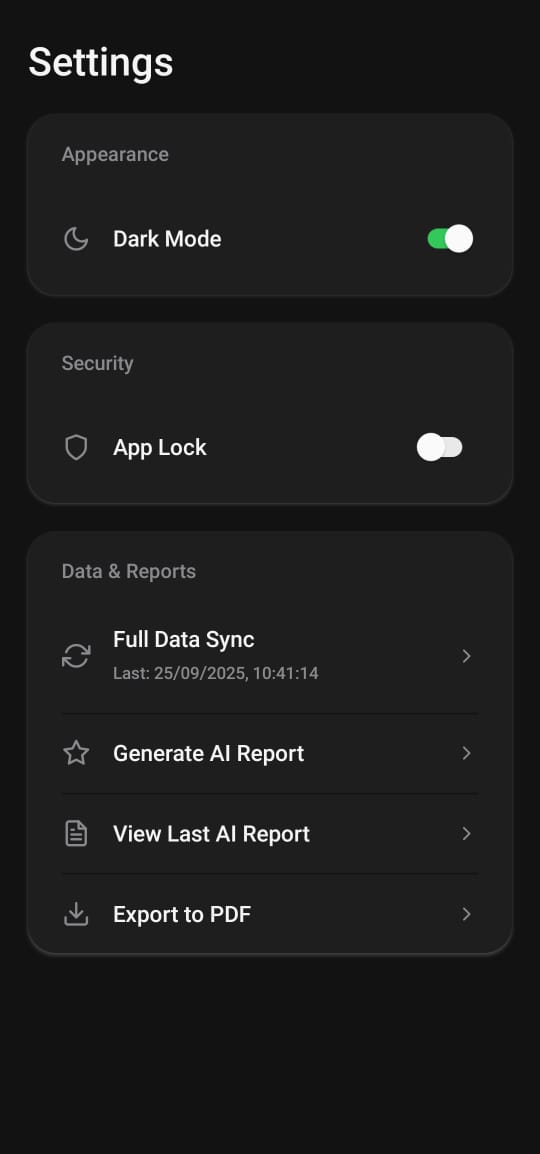 Settings
Appearance
Dark Mode
Security
App Lock
Data & Reports
Full Data Sync
Last: 25/09/2025, 10:41:14
Generate AI Report
View Last AI Report
Export to PDF